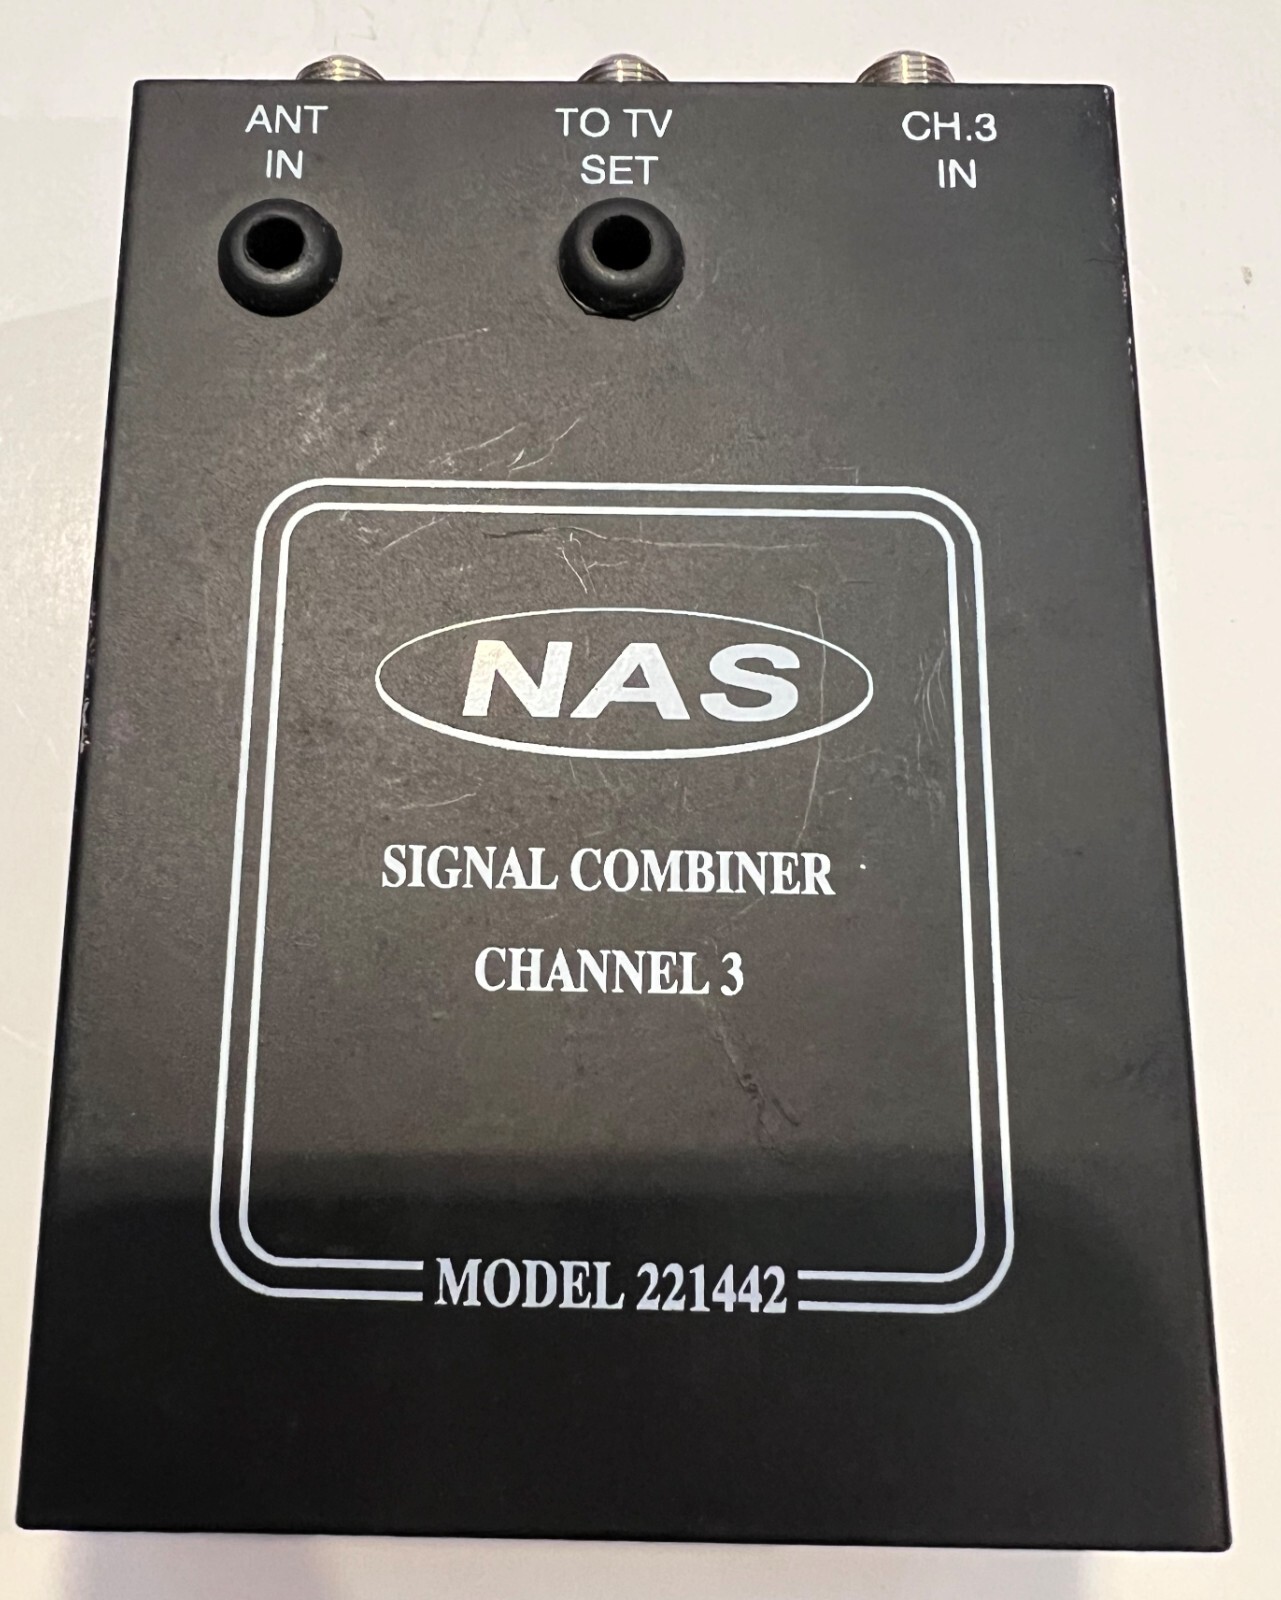 ANT
IN
TO TV
SET
CH.3
IN
NAS
SIGNAL COMBINER
CHANNEL 3
MODEL 221442